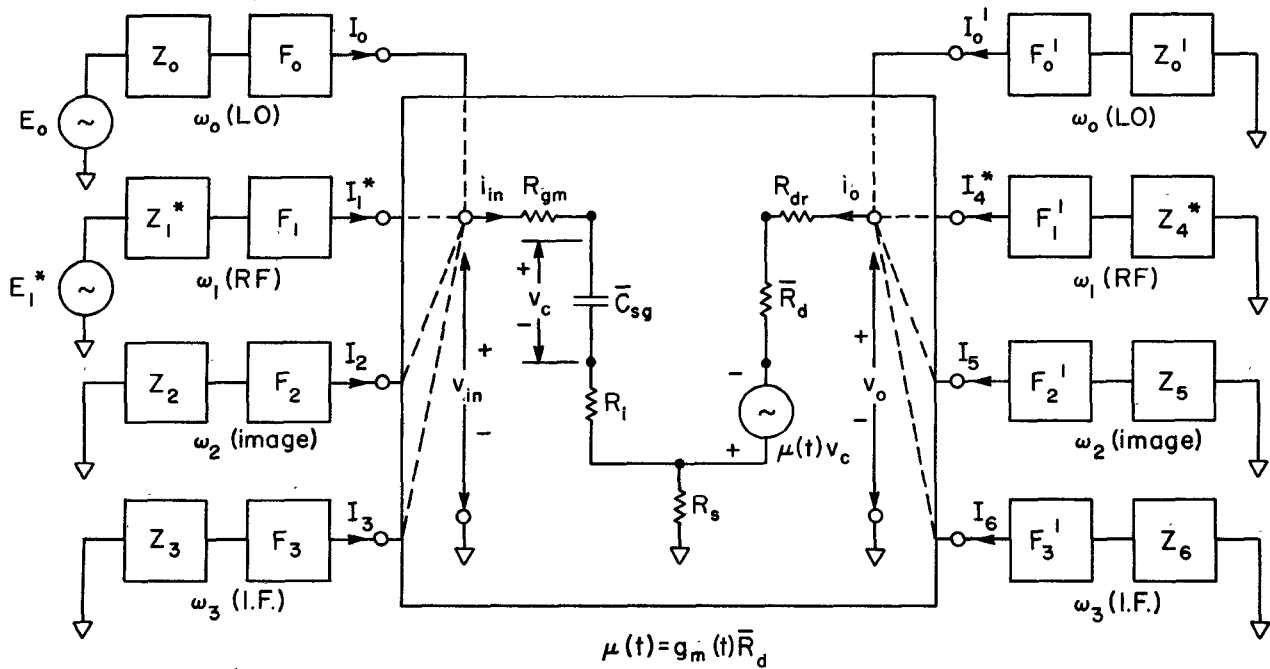 Z₀ F₀ I₀
E₀ ~
ω₀ (LO)
Z₁* F₁ I₁*
E₁* ~
ω₁ (RF)
Z₂ F₂ I₂
ω₂ (image)
Z₃ F₃ I₃
ω₃ (I.F.)
i_in R_gm
+ v_c − C̄_sg
+ v_in −
R_i
R_s
R_dr i_o
R̄_d
− ~ +
μ(t)v_c
+ v_o −
I₀' F₀' Z₀'
ω₀ (LO)
I₄* F₁' Z₄*
ω₁ (RF)
I₅ F₂' Z₅
ω₂ (image)
I₆ F₃' Z₆
ω₃ (I.F.)
μ(t) = g_m(t)R̄_d